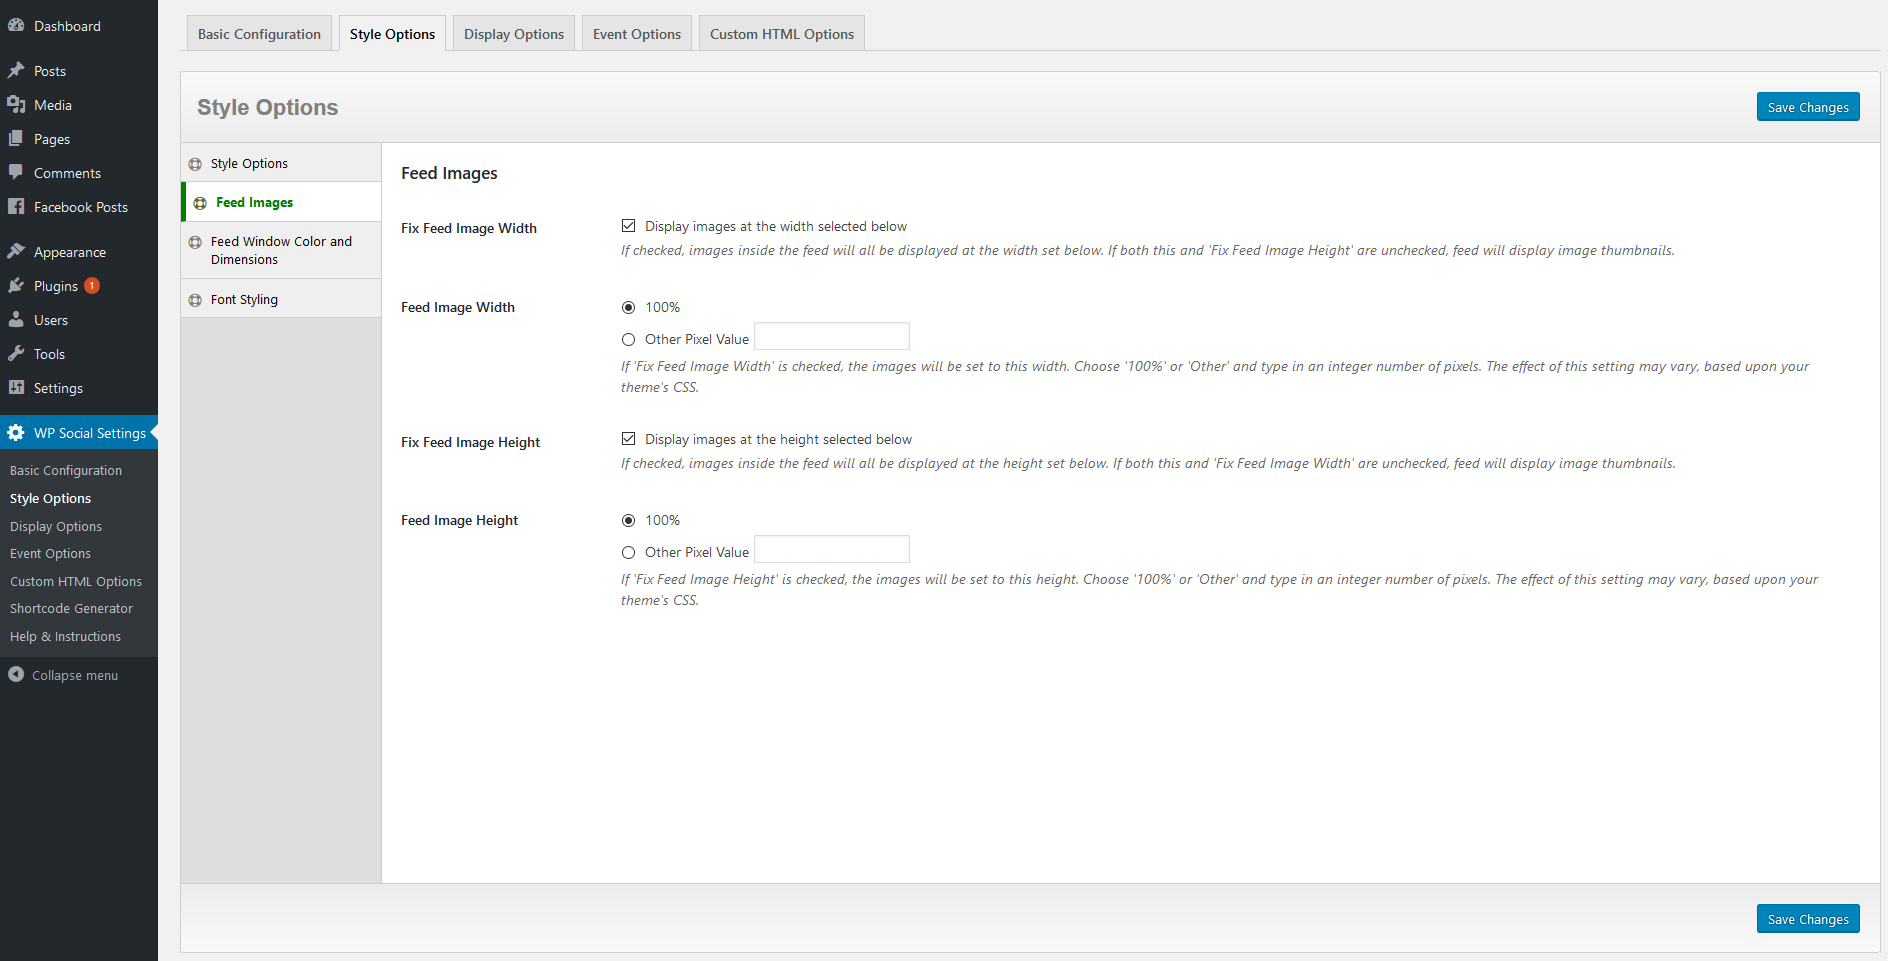 Dashboard
Posts
Media
Pages
Comments
Facebook Posts
Appearance
Plugins 1
Users
Tools
Settings
WP Social Settings
Basic Configuration
Style Options
Display Options
Event Options
Custom HTML Options
Shortcode Generator
Help & Instructions
Collapse menu
Basic Configuration
Style Options
Display Options
Event Options
Custom HTML Options
Style Options
Save Changes
Style Options
Feed Images
Feed Window Color and
Dimensions
Font Styling
Feed Images
Fix Feed Image Width
Display images at the width selected below
If checked, images inside the feed will all be displayed at the width set below. If both this and 'Fix Feed Image Height' are unchecked, feed will display image thumbnails.
Feed Image Width
100%
Other Pixel Value
If 'Fix Feed Image Width' is checked, the images will be set to this width. Choose '100%' or 'Other' and type in an integer number of pixels. The effect of this setting may vary, based upon your
theme's CSS.
Fix Feed Image Height
Display images at the height selected below
If checked, images inside the feed will all be displayed at the height set below. If both this and 'Fix Feed Image Width' are unchecked, feed will display image thumbnails.
Feed Image Height
100%
Other Pixel Value
If 'Fix Feed Image Height' is checked, the images will be set to this height. Choose '100%' or 'Other' and type in an integer number of pixels. The effect of this setting may vary, based upon your
theme's CSS.
Save Changes